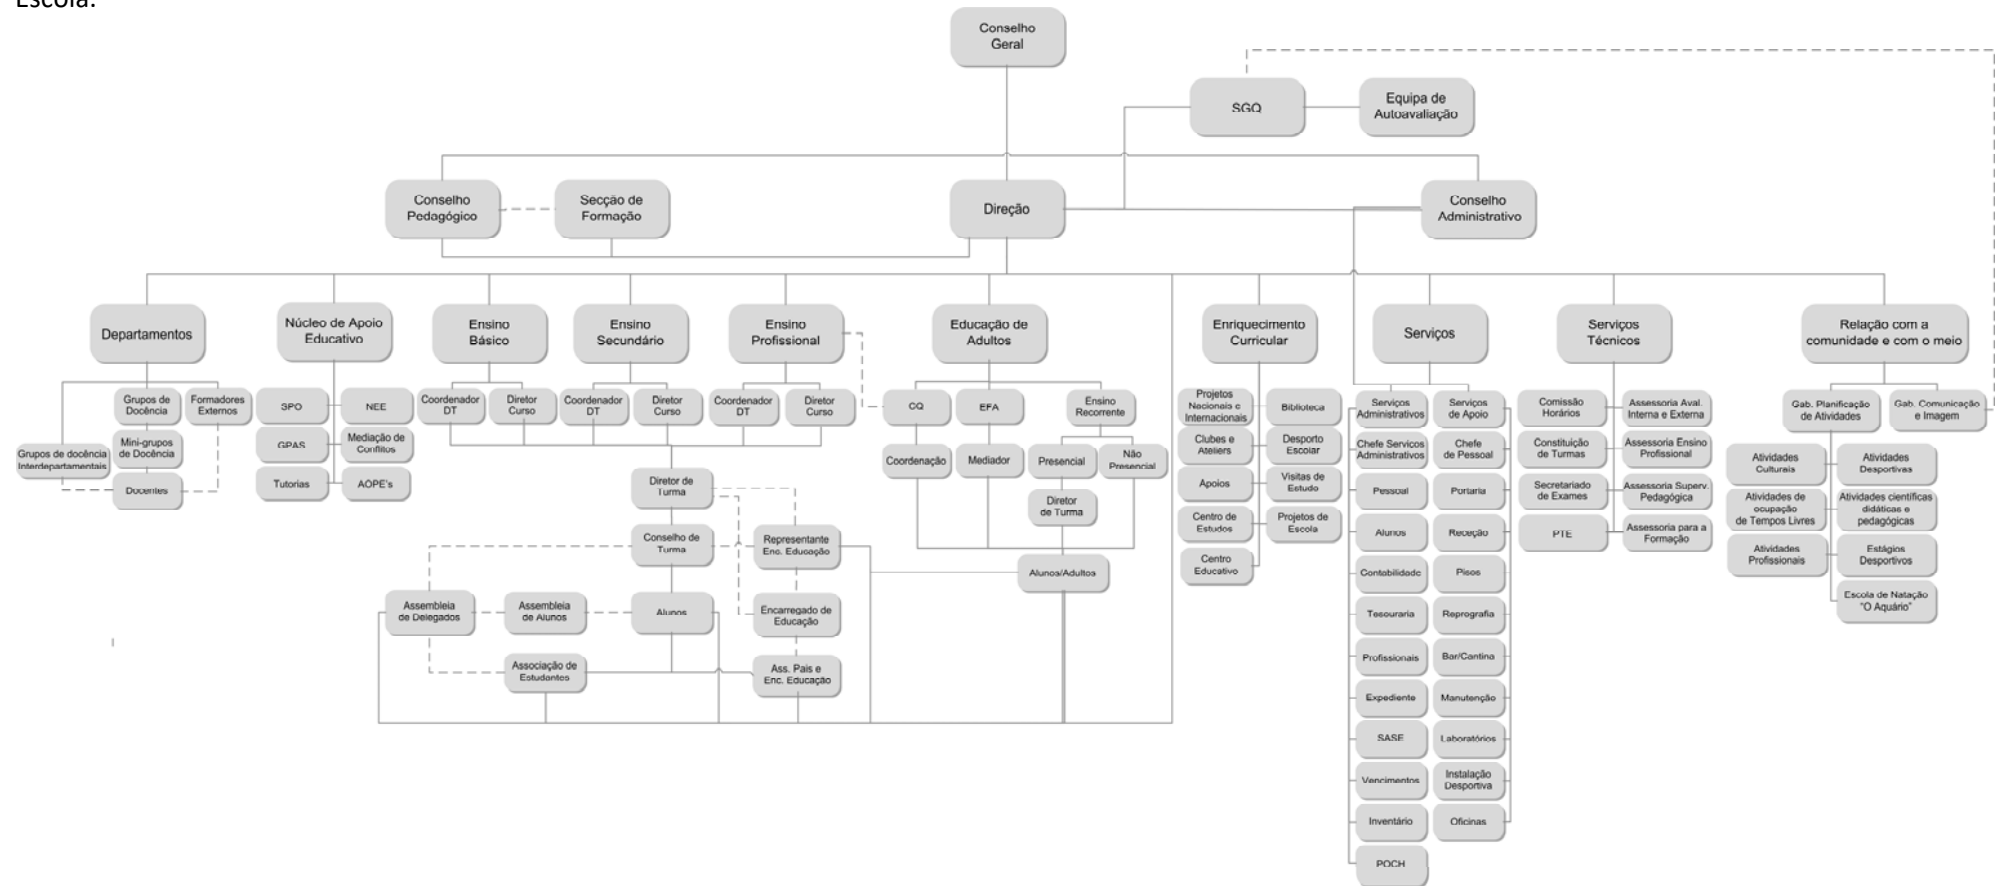 Escola:
Conselho
Geral
SGQ
Equipa de
Autoavaliação
Conselho
Pedagógico
Secção de
Formação
Direção
Conselho
Administrativo
Departamentos
Núcleo de Apoio
Educativo
Ensino
Básico
Ensino
Secundário
Ensino
Profissional
Educação de
Adultos
Enriquecimento
Curricular
Serviços
Serviços
Técnicos
Relação com a
comunidade e com o meio
Grupos de
Docência
Formadores
Externos
Grupos de docência
Interdepartamentais
Mini-grupos
de Docência
Docentes
SPO
NEE
GPAS
Mediação de
Conflitos
Tutorias
AOPE's
Coordenador
DT
Diretor
Curso
Coordenador
DT
Diretor
Curso
Coordenador
DT
Diretor
Curso
Diretor de
Turma
Conselho de
Turma
Representante
Enc. Educação
Assembleia
de Delegados
Assembleia
de Alunos
Alunos
Encarregado de
Educação
Associação de
Estudantes
Ass. Pais e
Enc. Educação
CQ
EFA
Ensino
Recorrente
Coordenação
Mediador
Presencial
Não
Presencial
Diretor
de Turma
Alunos/Adultos
Projetos
Nacionais e
Internacionais
Biblioteca
Clubes e
Ateliers
Desporto
Escolar
Apoios
Visitas de
Estudo
Centro de
Estudos
Projetos de
Escola
Centro
Educativo
Serviços
Administrativos
Serviços
de Apoio
Chefe Serviços
Administrativos
Chefe
de Pessoal
Pessoal
Portaria
Alunos
Receção
Contabilidade
Pisos
Tesouraria
Reprografia
Profissionais
Bar/Cantina
Expediente
Manutenção
SASE
Laboratórios
Vencimentos
Instalação
Desportiva
Inventário
Oficinas
POCH
Comissão
Horários
Assessoria Aval.
Interna e Externa
Constituição
de Turmas
Assessoria Ensino
Profissional
Secretariado
de Exames
Assessoria Superv.
Pedagógica
PTE
Assessoria para a
Formação
Gab. Planificação
de Atividades
Gab. Comunicação
e Imagem
Atividades
Culturais
Atividades
Desportivas
Atividades de
ocupação
de Tempos Livres
Atividades científicas
didáticas e
pedagógicas
Atividades
Profissionais
Estágios
Desportivos
Escola de Natação
"O Aquário"